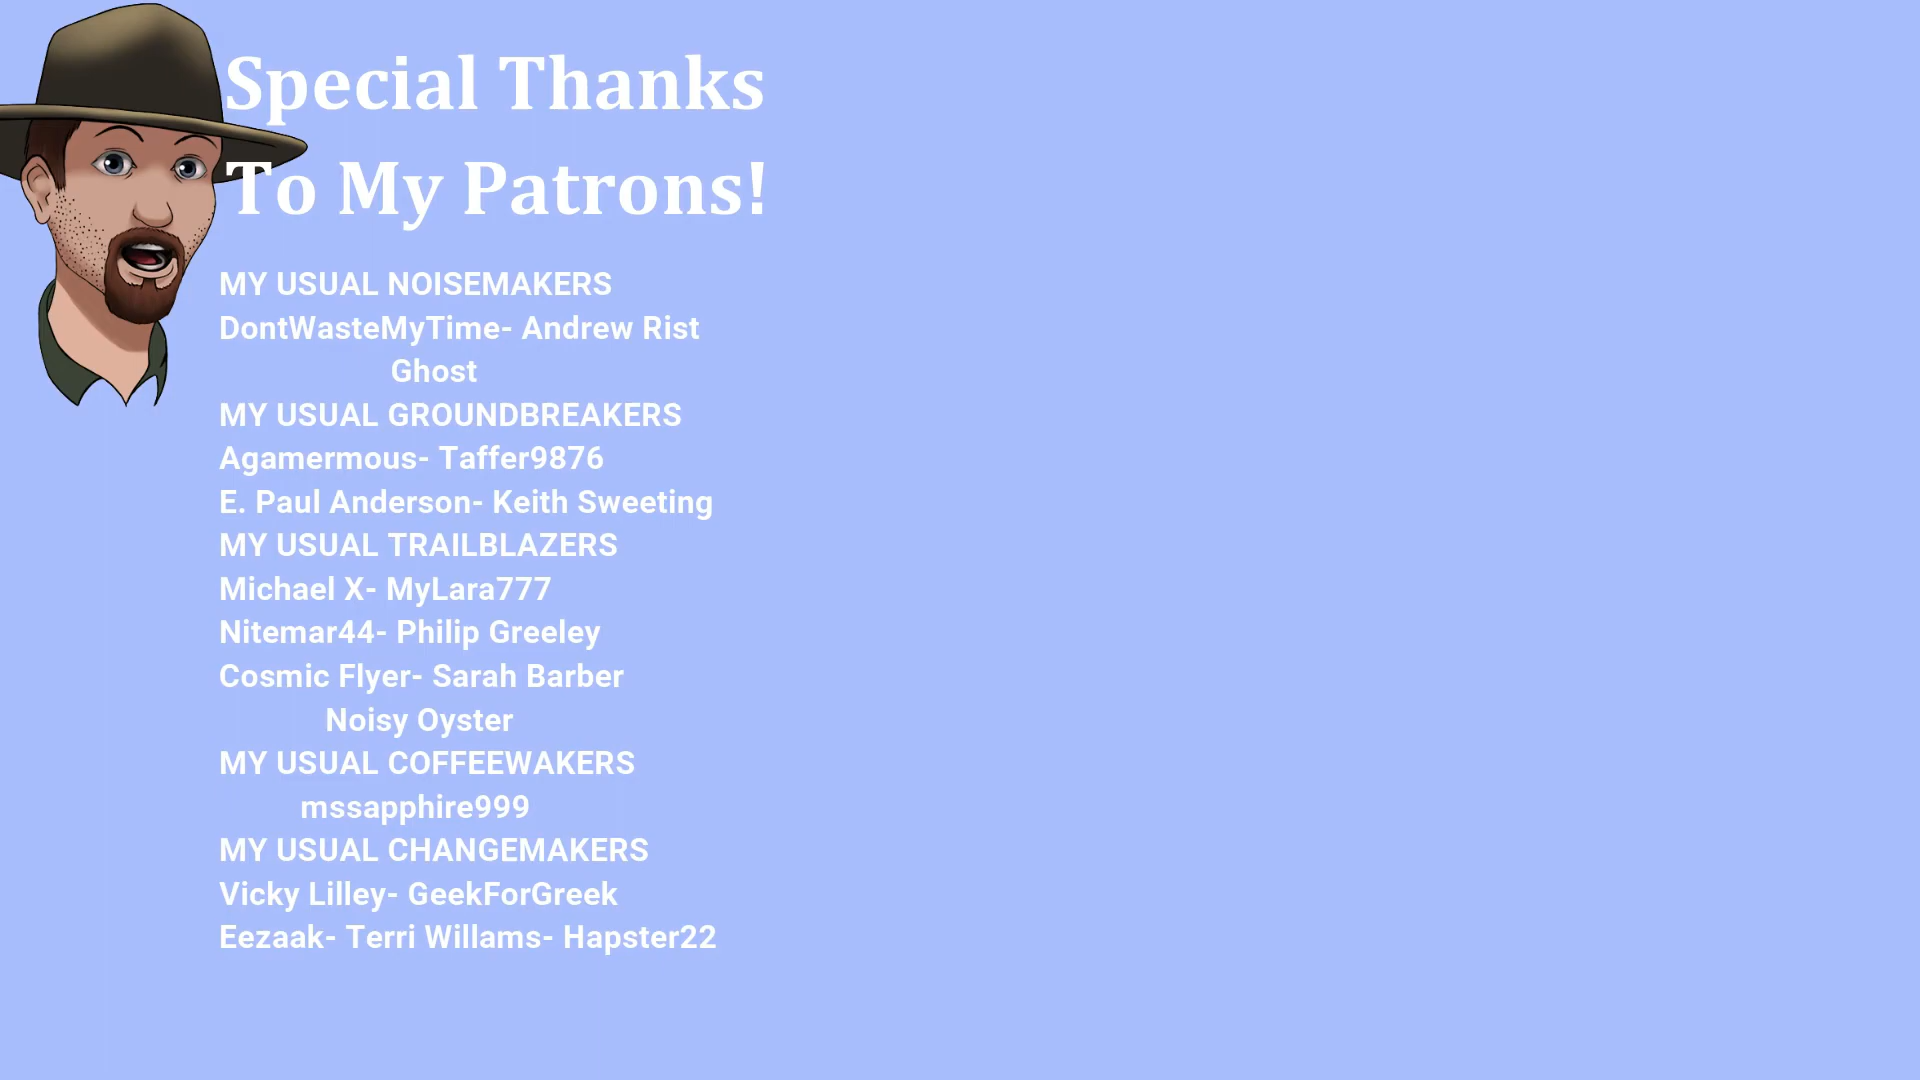 Special Thanks
To My Patrons!
MY USUAL NOISEMAKERS
DontWasteMyTime- Andrew Rist
Ghost
MY USUAL GROUNDBREAKERS
Agamermous- Taffer9876
E. Paul Anderson- Keith Sweeting
MY USUAL TRAILBLAZERS
Michael X- MyLara777
Nitemar44- Philip Greeley
Cosmic Flyer- Sarah Barber
Noisy Oyster
MY USUAL COFFEEWAKERS
mssapphire999
MY USUAL CHANGEMAKERS
Vicky Lilley- GeekForGreek
Eezaak- Terri Willams- Hapster22